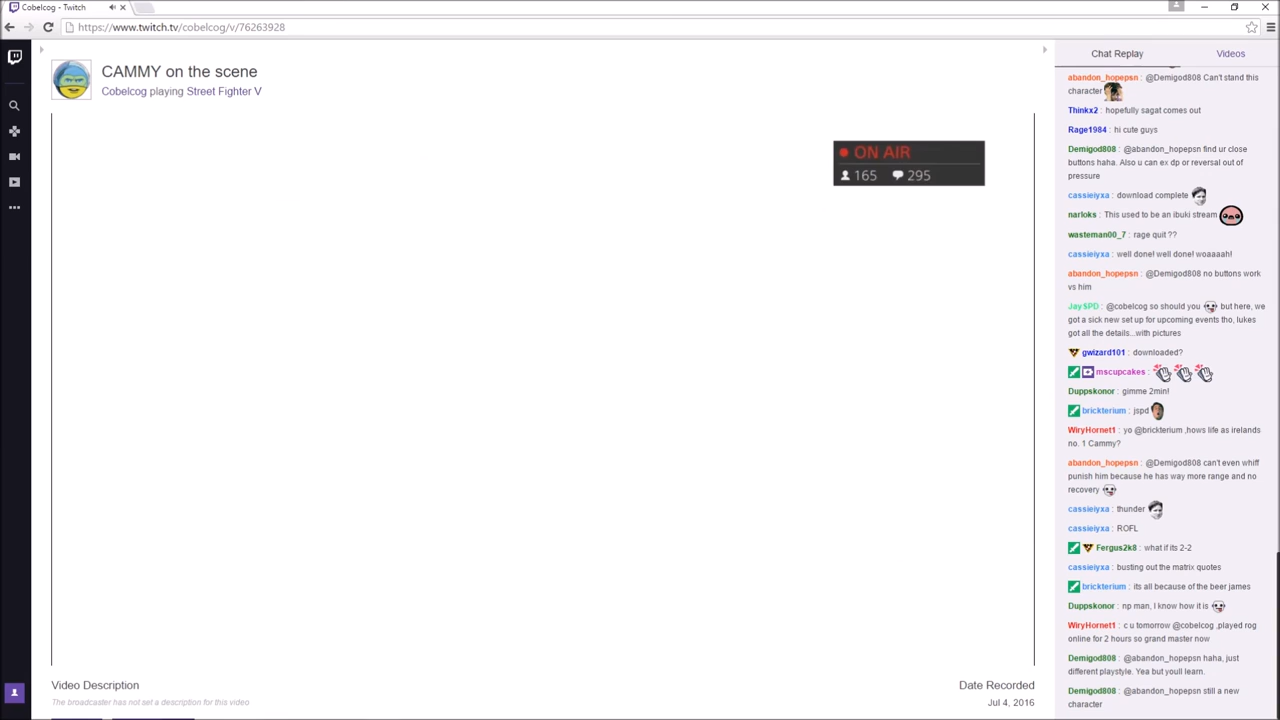 Cobelcog - Twitch
https://www.twitch.tv/cobelcog/v/76263928
CAMMY on the scene
Cobelcog playing Street Fighter V
ON AIR
165 295
Video Description
The broadcaster has not set a description for this video
Date Recorded
Jul 4, 2016
Chat Replay
Videos
abandon_hopepsn : @Demigod808 Can't stand this
character
Thinkx2 : hopefully sagat comes out
Rage1984 : hi cute guys
Demigod808 : @abandon_hopepsn find ur close
buttons haha. Also u can ex dp or reversal out of
pressure
cassieiyxa : download complete
narloks : This used to be an ibuki stream
wasteman00_7 : rage quit ??
cassieiyxa : well done! well done! woaaaah!
abandon_hopepsn : @Demigod808 no buttons work
vs him
Jay$PD : @cobelcog so should you but here, we
got a sick new set up for upcoming events tho, lukes
got all the details...with pictures
gwizard101 : downloaded?
mscupcakes :
Duppskonor : gimme 2min!
brickterium : jspd
WiryHornet1 : yo @brickterium ,hows life as irelands
no. 1 Cammy?
abandon_hopepsn : @Demigod808 can't even whiff
punish him because he has way more range and no
recovery
cassieiyxa : thunder
cassieiyxa : ROFL
Fergus2k8 : what if its 2-2
cassieiyxa : busting out the matrix quotes
brickterium : its all because of the beer james
Duppskonor : np man, I know how it is
WiryHornet1 : c u tomorrow @cobelcog ,played rog
online for 2 hours so grand master now
Demigod808 : @abandon_hopepsn haha, just
different playstyle. Yea but youll learn.
Demigod808 : @abandon_hopepsn still a new
character